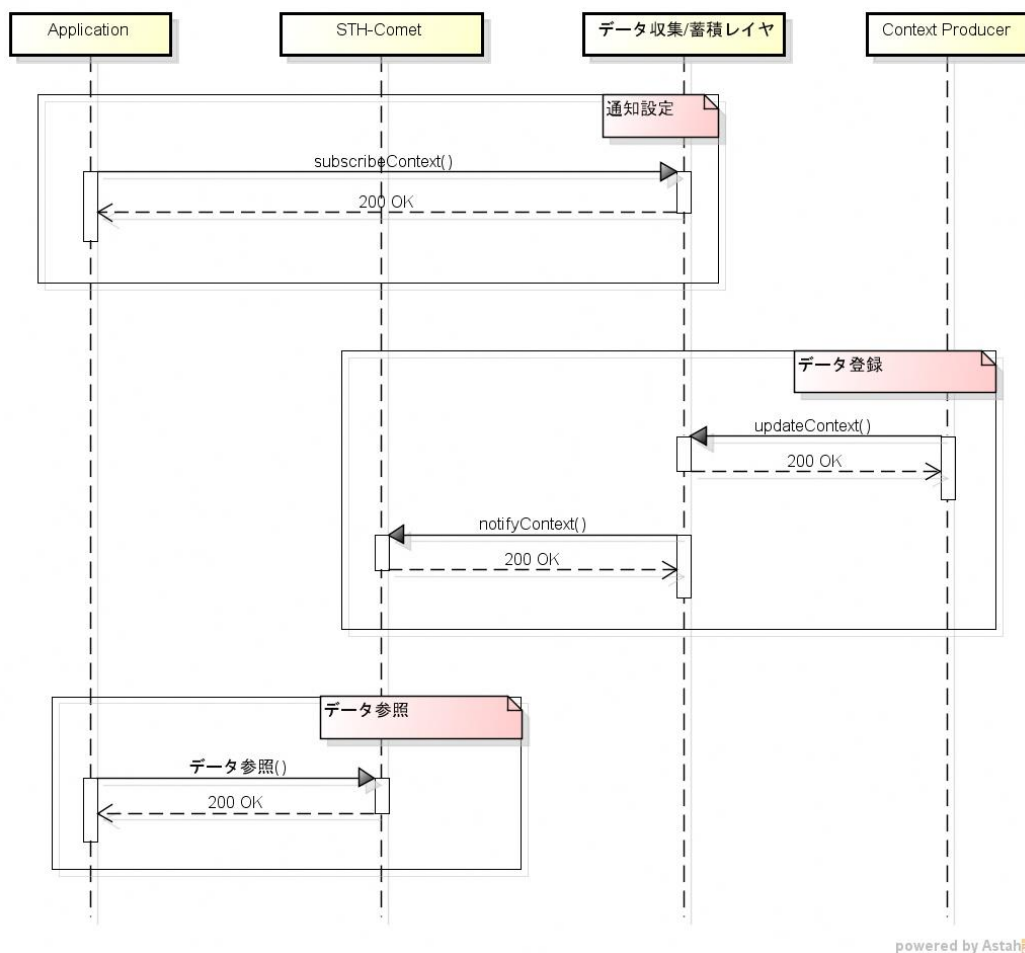 Application
STH-Comet
データ収集/蓄積レイヤ
Context Producer
通知設定
subscribeContext()
200 OK
データ登録
updateContext()
200 OK
notifyContext()
200 OK
データ参照
データ参照()
200 OK
powered by Astah